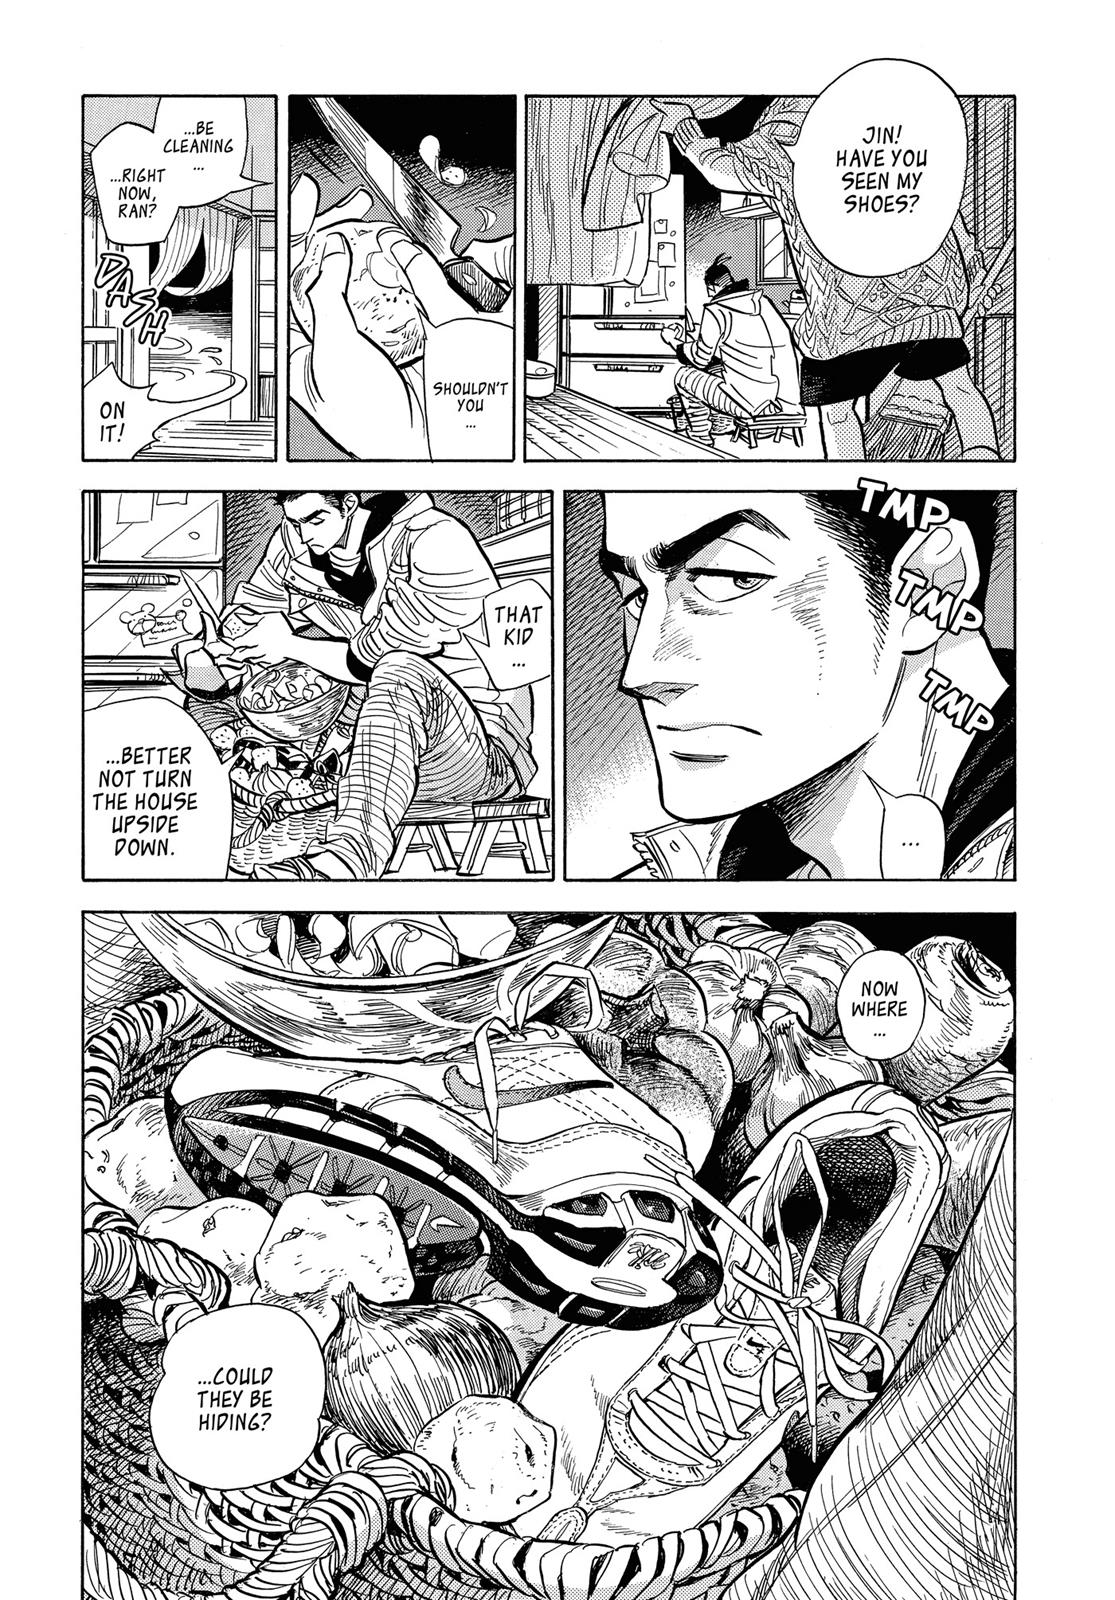 JIN!
HAVE YOU
SEEN MY
SHOES?
SHOULDN'T
YOU
...
...BE
CLEANING
...
...RIGHT
NOW,
RAN?
DASH
ON
IT!
TMP
TMP
TMP
...
THAT
KID
...
...BETTER
NOT TURN
THE HOUSE
UPSIDE
DOWN.
NOW
WHERE
...
...COULD
THEY BE
HIDING?